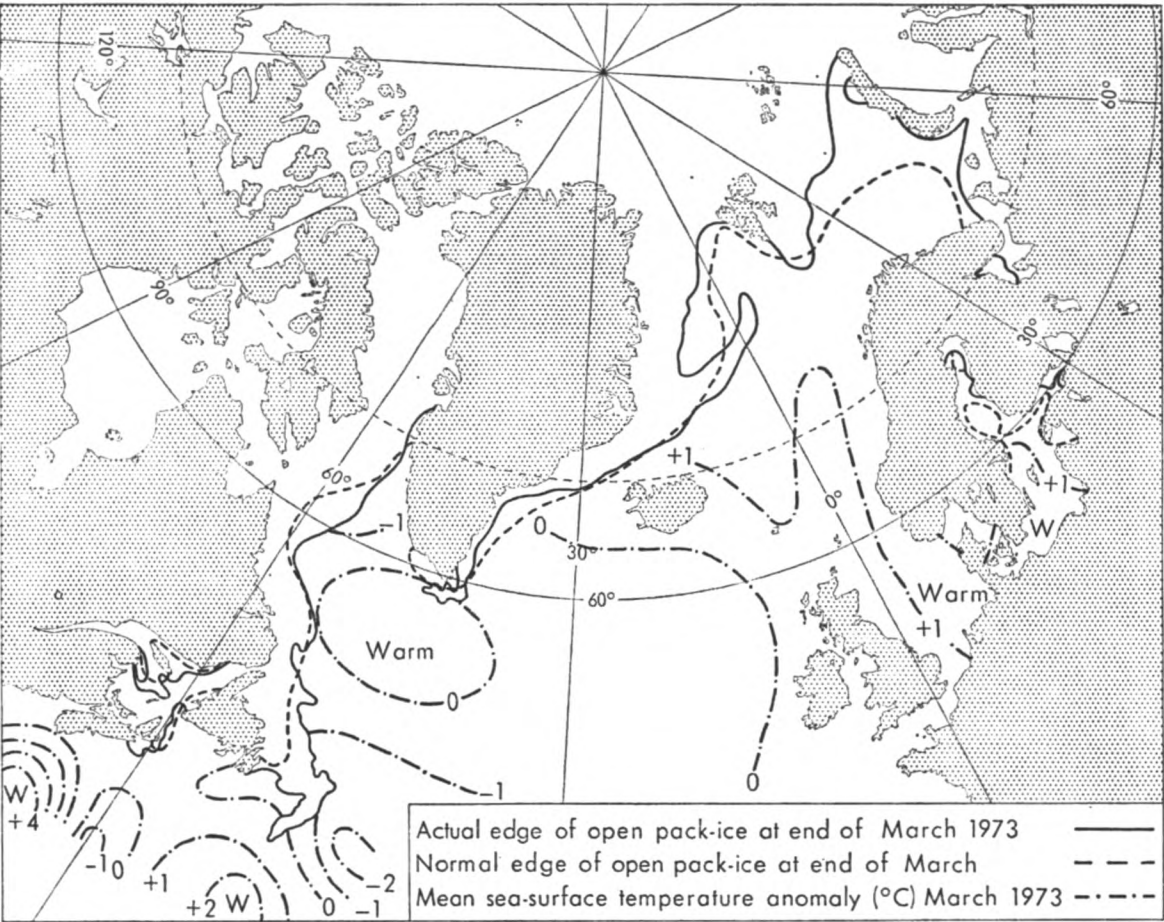 120°
60°
90°
30°
60°
+1
0°
+1
-1
0
30°
W
60°
Warm
+1
Warm
0
-1
0
W
+4
-1
0
+1
+2 W
0
-1
-2
Actual edge of open pack-ice at end of March 1973
Normal edge of open pack-ice at end of March
Mean sea-surface temperature anomaly (°C) March 1973